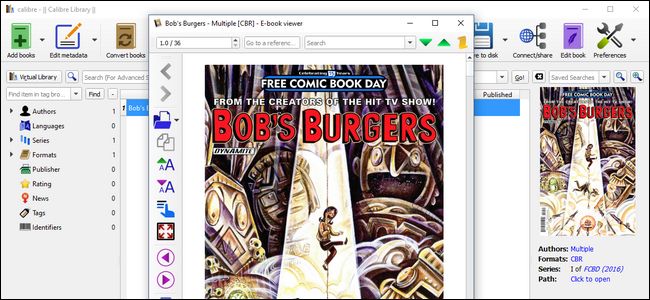 calibre - || Calibre Library ||
Bob's Burgers - Multiple [CBR] - E-book viewer
Add books
Edit metadata
Convert books
1.0 / 36
Go to a referenc...
Search
to disk
Connect/share
Edit book
Preferences
Virtual Library
Search (For Advanced S
Go!
Saved Searches
Find item in tag bro
Find
Published
Authors 1
Languages 0
Series 1
Formats 1
Publisher 0
Rating 0
News 0
Tags 0
Identifiers 0
1 Bob's B
Celebrating 15 Years
FREE COMIC BOOK DAY
FROM THE CREATORS OF THE HIT TV SHOW!
BOB'S BURGERS
DYNAMITE
FREE COMIC BOOK DAY
BOB'S BURGERS
Authors: Multiple
Formats: CBR
Series: 1 of FCBD (2016)
Path: Click to open